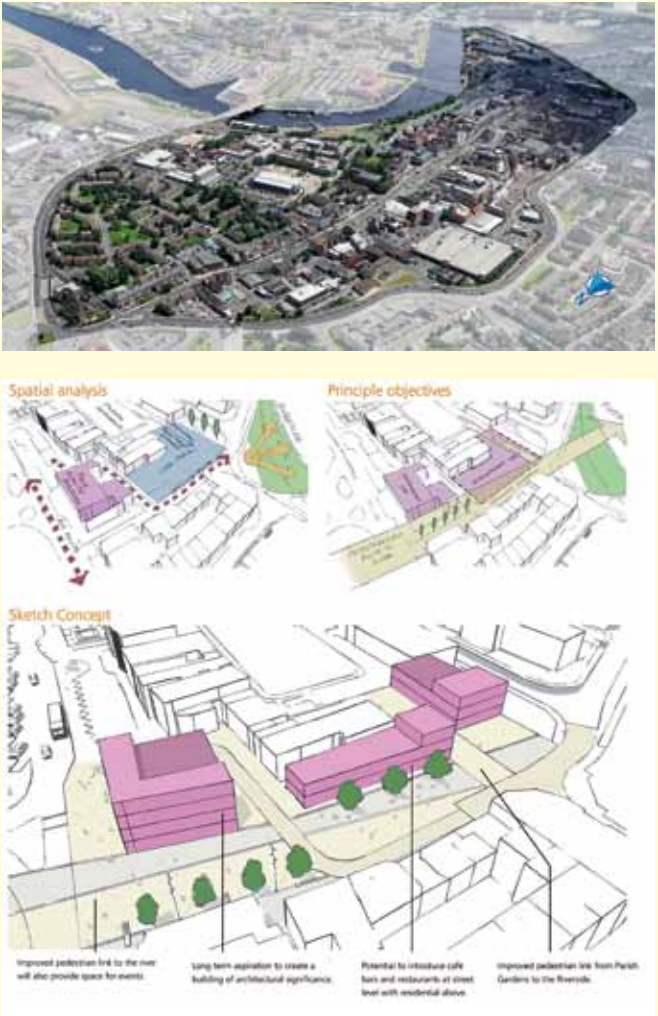 Spatial analysis
Principle objectives
Sketch Concept
Improved pedestrian link to the river
will also provide space for events.
Long term aspiration to create a
building of architectural significance.
Potential to introduce café
bars and restaurants at street
level with residential above.
Improved pedestrian link from Parish
Gardens to the Riverside.